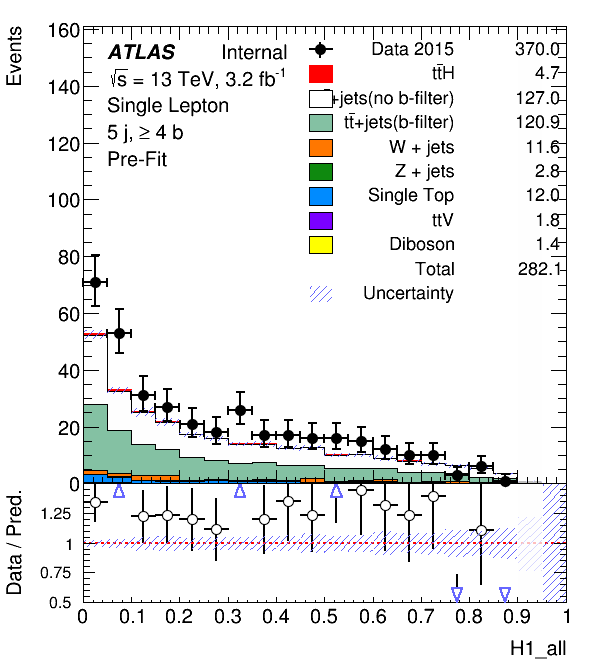 Events
160
140
120
100
80
60
40
20
0
ATLAS Internal
√s = 13 TeV, 3.2 fb⁻¹
Single Lepton
5 j, ≥ 4 b
Pre-Fit
Data 2015 370.0
tt̄H 4.7
+jets(no b-filter) 127.0
tt̄+jets(b-filter) 120.9
W + jets 11.6
Z + jets 2.8
Single Top 12.0
ttV 1.8
Diboson 1.4
Total 282.1
Uncertainty
Data / Pred.
1.25
1
0.75
0.5
0 0.1 0.2 0.3 0.4 0.5 0.6 0.7 0.8 0.9 1
H1_all